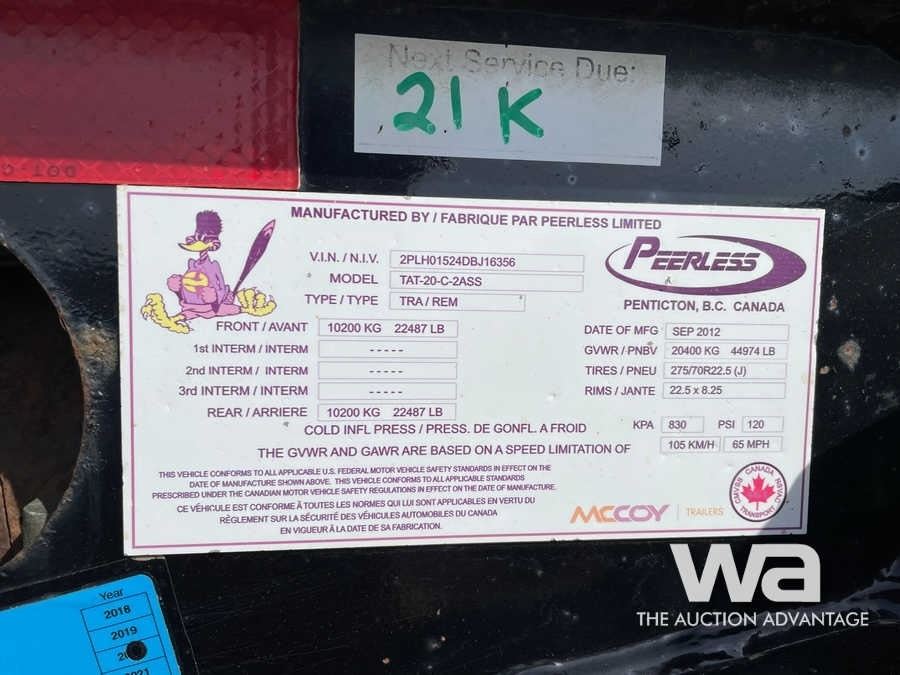 Next Service Due:
21 K
DOT-C
MANUFACTURED BY / FABRIQUE PAR PEERLESS LIMITED
V.I.N. / N.I.V. 2PLH01524DBJ16356
MODEL TAT-20-C-2ASS
TYPE / TYPE TRA / REM
PEERLESS
PENTICTON, B.C. CANADA
FRONT / AVANT 10200 KG 22487 LB
1st INTERM / INTERM - - - - -
2nd INTERM / INTERM - - - - -
3rd INTERM / INTERM - - - - -
REAR / ARRIERE 10200 KG 22487 LB
DATE OF MFG SEP 2012
GVWR / PNBV 20400 KG 44974 LB
TIRES / PNEU 275/70R22.5 (J)
RIMS / JANTE 22.5 x 8.25
COLD INFL PRESS / PRESS. DE GONFL. A FROID KPA 830 PSI 120
THE GVWR AND GAWR ARE BASED ON A SPEED LIMITATION OF 105 KM/H 65 MPH
THIS VEHICLE CONFORMS TO ALL APPLICABLE U.S. FEDERAL MOTOR VEHICLE SAFETY STANDARDS IN EFFECT ON THE
DATE OF MANUFACTURE SHOWN ABOVE. THIS VEHICLE CONFORMS TO ALL APPLICABLE STANDARDS
PRESCRIBED UNDER THE CANADIAN MOTOR VEHICLE SAFETY REGULATIONS IN EFFECT ON THE DATE OF MANUFACTURE.
CE VÉHICULE EST CONFORME À TOUTES LES NORMES QUI LUI SONT APPLICABLES EN VERTU DU
RÈGLEMENT SUR LA SÉCURITÉ DES VÉHICULES AUTOMOBILES DU CANADA
EN VIGUEUR À LA DATE DE SA FABRICATION.
MCCOY | TRAILERS
CANADA
CMVSS NSVAC
TRANSPORT
wa
THE AUCTION ADVANTAGE
Year
2018
2019
2021